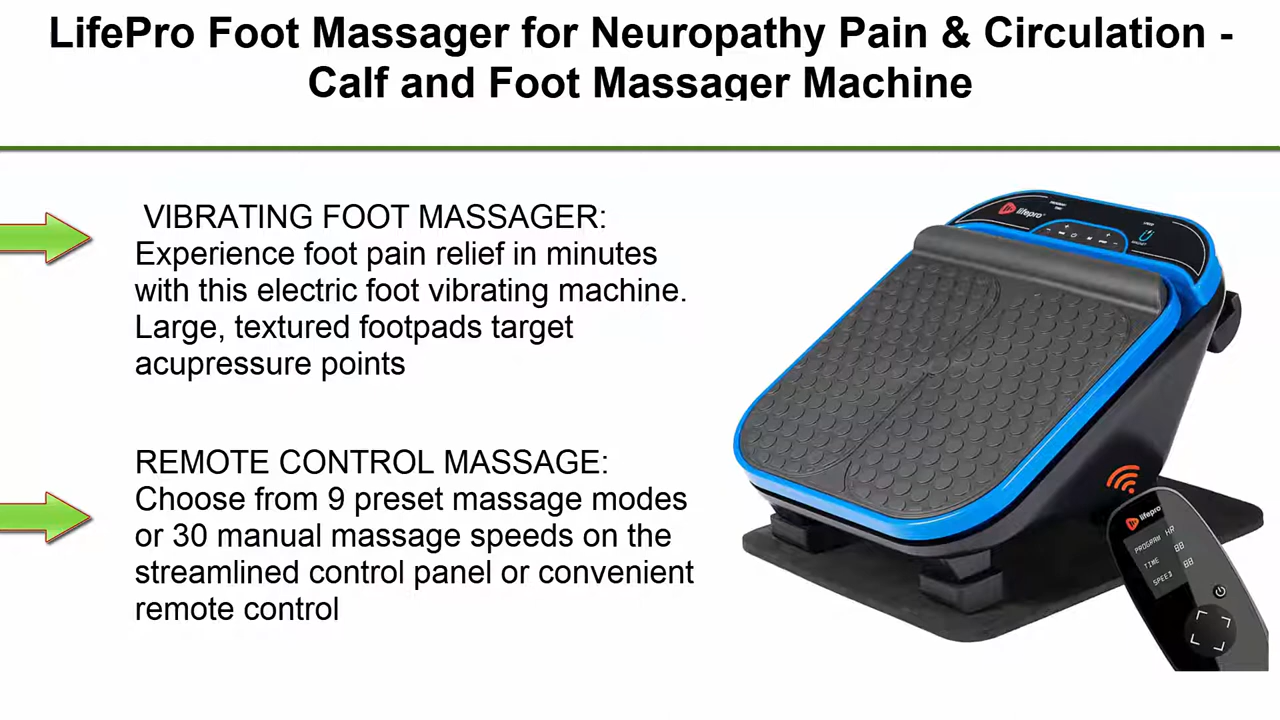 LifePro Foot Massager for Neuropathy Pain & Circulation -
Calf and Foot Massager Machine
VIBRATING FOOT MASSAGER:
Experience foot pain relief in minutes
with this electric foot vibrating machine.
Large, textured footpads target
acupressure points
REMOTE CONTROL MASSAGE:
Choose from 9 preset massage modes
or 30 manual massage speeds on the
streamlined control panel or convenient
remote control
lifepro
lifepro
PROGRAM HR
TIME 88
SPEED 88